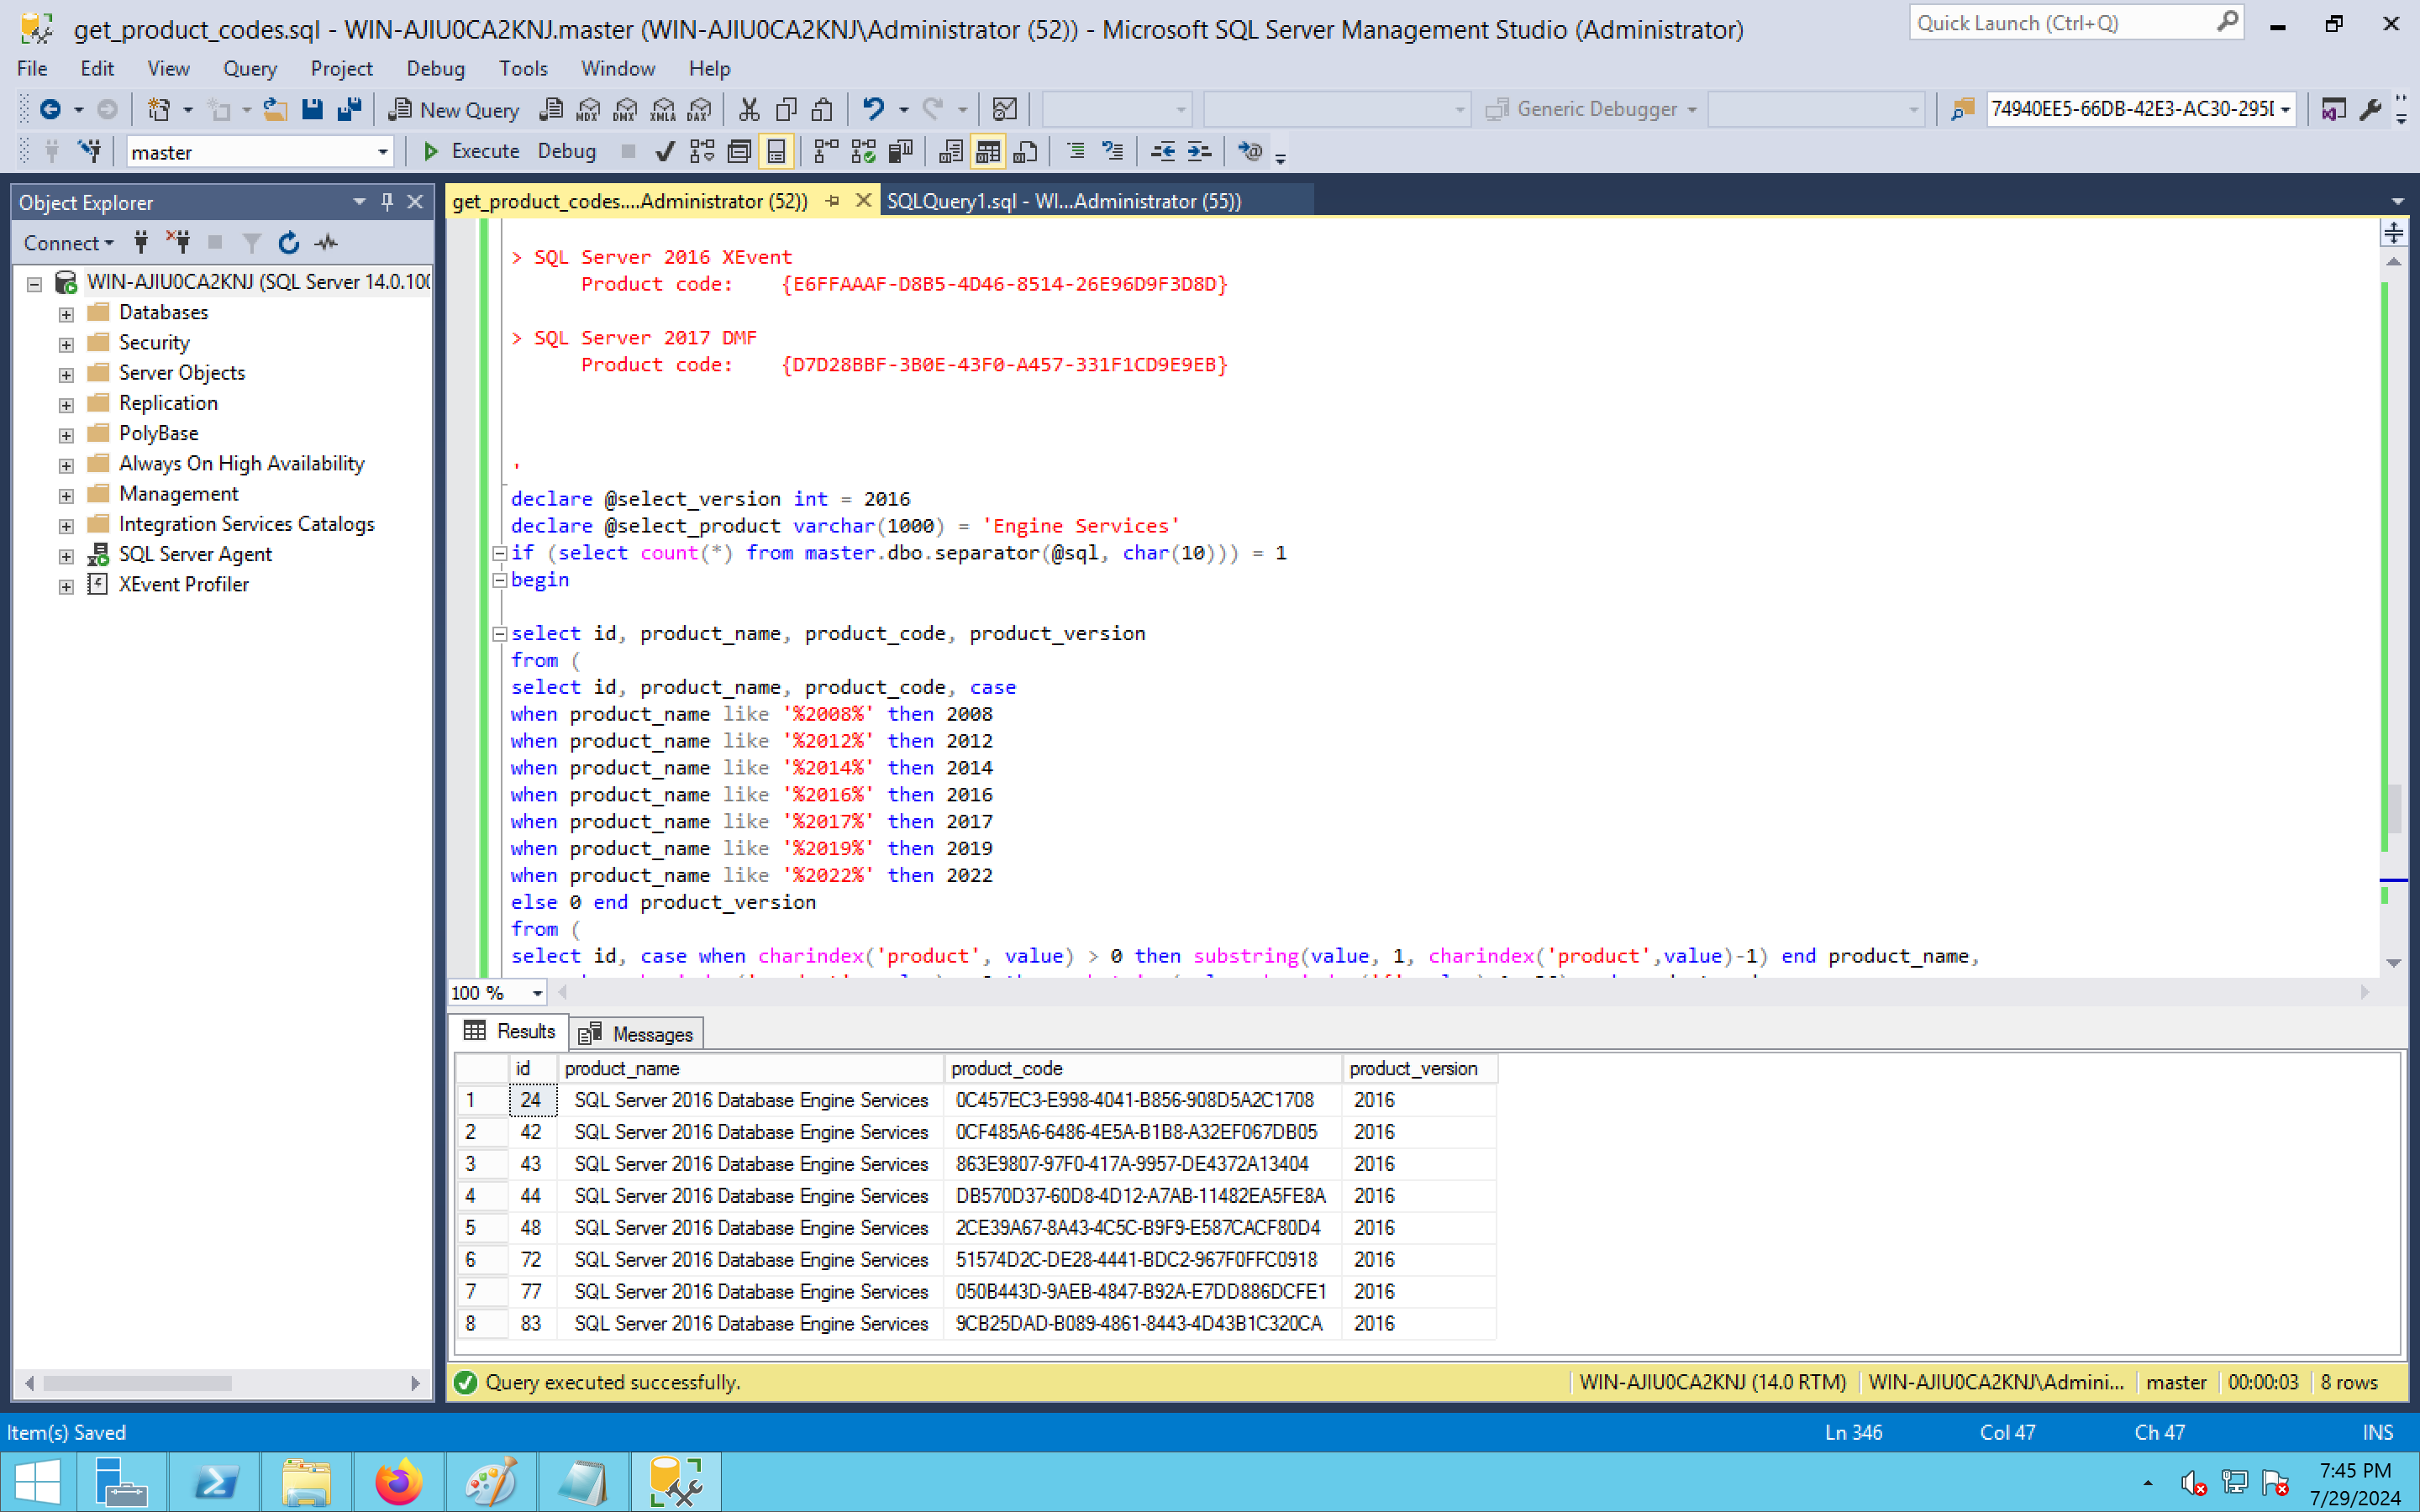 get_product_codes.sql - WIN-AJIU0CA2KNJ.master (WIN-AJIU0CA2KNJ\Administrator (52)) - Microsoft SQL Server Management Studio (Administrator)
Quick Launch (Ctrl+Q)
File Edit View Query Project Debug Tools Window Help
New Query MDX DMX XMLA DAX Generic Debugger 74940EE5-66DB-42E3-AC30-295I
master Execute Debug
Object Explorer
get_product_codes....Administrator (52)) SQLQuery1.sql - WI...Administrator (55))
Connect
WIN-AJIU0CA2KNJ (SQL Server 14.0.100
Databases
Security
Server Objects
Replication
PolyBase
Always On High Availability
Management
Integration Services Catalogs
SQL Server Agent
XEvent Profiler
> SQL Server 2016 XEvent
Product code: {E6FFAAAF-D8B5-4D46-8514-26E96D9F3D8D}
> SQL Server 2017 DMF
Product code: {D7D28BBF-3B0E-43F0-A457-331F1CD9E9EB}
'
declare @select_version int = 2016
declare @select_product varchar(1000) = 'Engine Services'
if (select count(*) from master.dbo.separator(@sql, char(10))) = 1
begin
select id, product_name, product_code, product_version
from (
select id, product_name, product_code, case
when product_name like '%2008%' then 2008
when product_name like '%2012%' then 2012
when product_name like '%2014%' then 2014
when product_name like '%2016%' then 2016
when product_name like '%2017%' then 2017
when product_name like '%2019%' then 2019
when product_name like '%2022%' then 2022
else 0 end product_version
from (
select id, case when charindex('product', value) > 0 then substring(value, 1, charindex('product',value)-1) end product_name,
100 %
Results Messages
id product_name product_code product_version
1 24 SQL Server 2016 Database Engine Services 0C457EC3-E998-4041-B856-908D5A2C1708 2016
2 42 SQL Server 2016 Database Engine Services 0CF485A6-6486-4E5A-B1B8-A32EF067DB05 2016
3 43 SQL Server 2016 Database Engine Services 863E9807-97F0-417A-9957-DE4372A13404 2016
4 44 SQL Server 2016 Database Engine Services DB570D37-60D8-4D12-A7AB-11482EA5FE8A 2016
5 48 SQL Server 2016 Database Engine Services 2CE39A67-8A43-4C5C-B9F9-E587CACF80D4 2016
6 72 SQL Server 2016 Database Engine Services 51574D2C-DE28-4441-BDC2-967F0FFC0918 2016
7 77 SQL Server 2016 Database Engine Services 050B443D-9AEB-4847-B92A-E7DD886DCFE1 2016
8 83 SQL Server 2016 Database Engine Services 9CB25DAD-B089-4861-8443-4D43B1C320CA 2016
Query executed successfully. WIN-AJIU0CA2KNJ (14.0 RTM) WIN-AJIU0CA2KNJ\Admini... master 00:00:03 8 rows
Item(s) Saved Ln 346 Col 47 Ch 47 INS
7:45 PM
7/29/2024